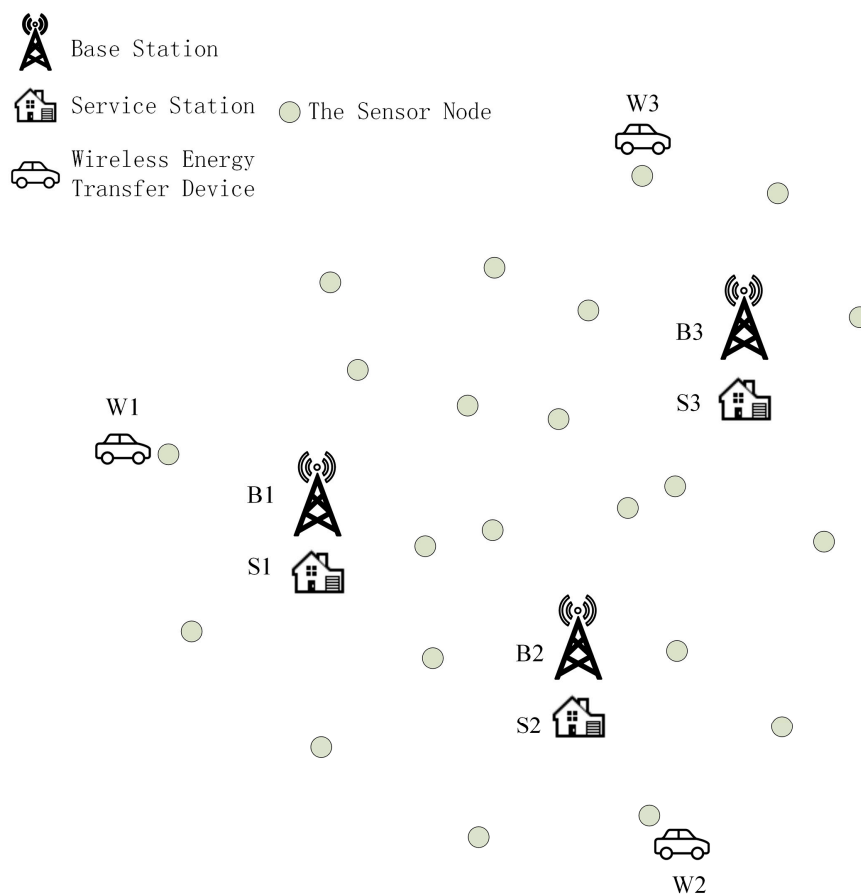 Base Station
Service Station
The Sensor Node
Wireless Energy
Transfer Device
W3
B3
S3
W1
B1
S1
B2
S2
W2